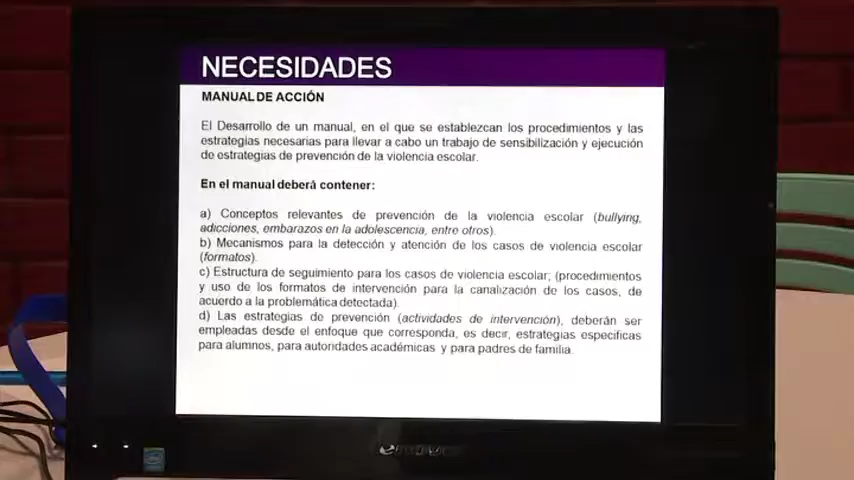 NECESIDADES
MANUAL DE ACCIÓN
El Desarrollo de un manual, en el que se establezcan los procedimientos y las
estrategias necesarias para llevar a cabo un trabajo de sensibilización y ejecución
de estrategias de prevención de la violencia escolar.
En el manual deberá contener:
a) Conceptos relevantes de prevención de la violencia escolar (bullying,
adicciones, embarazos en la adolescencia, entre otros).
b) Mecanismos para la detección y atención de los casos de violencia escolar
(formatos).
c) Estructura de seguimiento para los casos de violencia escolar; (procedimientos
y uso de los formatos de intervención para la canalización de los casos, de
acuerdo a la problemática detectada).
d) Las estrategias de prevención (actividades de intervención), deberán ser
empleadas desde el enfoque que corresponda, es decir, estrategias especificas
para alumnos, para autoridades académicas y para padres de familia.